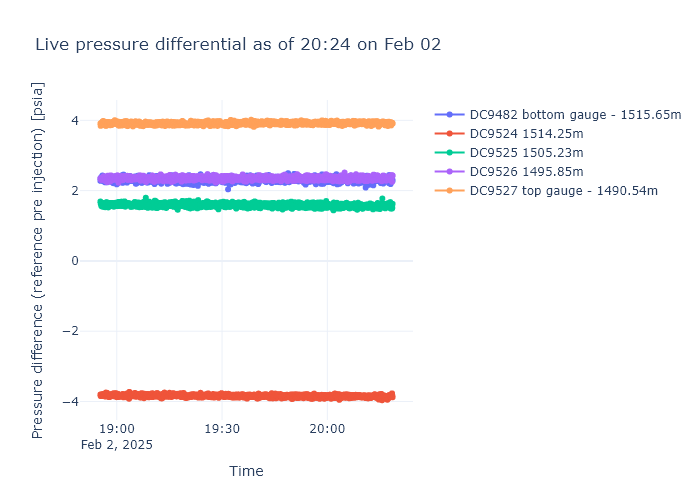 Live pressure differential as of 20:24 on Feb 02
Pressure difference (reference pre injection) [psia]
4
2
0
−2
−4
19:00
Feb 2, 2025
19:30
20:00
Time
DC9482 bottom gauge - 1515.65m
DC9524 1514.25m
DC9525 1505.23m
DC9526 1495.85m
DC9527 top gauge - 1490.54m